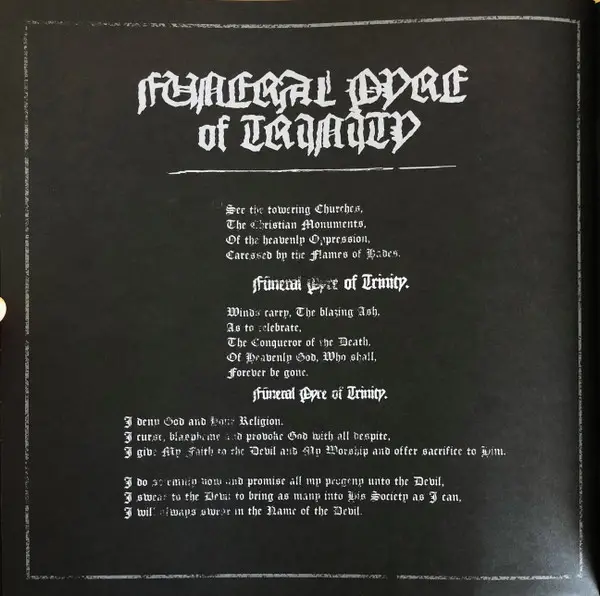 FUNERAL PYRE
of TRINITY
See the towering Churches,
The Christian Monuments,
Of the heavenly Oppression,
Caressed by the Flames of Hades.
Funeral Pyre of Trinity.
Winds carry, The blazing Ash,
As to celebrate,
The Conqueror of the Death,
Of Heavenly God, Who shall,
Forever be gone.
Funeral Pyre of Trinity.
I deny God and Religion.
I curse, blaspheme and provoke God with all despite,
I give My Faith to the Devil and My Worship and offer sacrifice to Him.
I do solemnly vow and promise all my progeny unto the Devil,
I swear to the Devil to bring as many into His Society as I can,
I will always swear in the Name of the Devil.